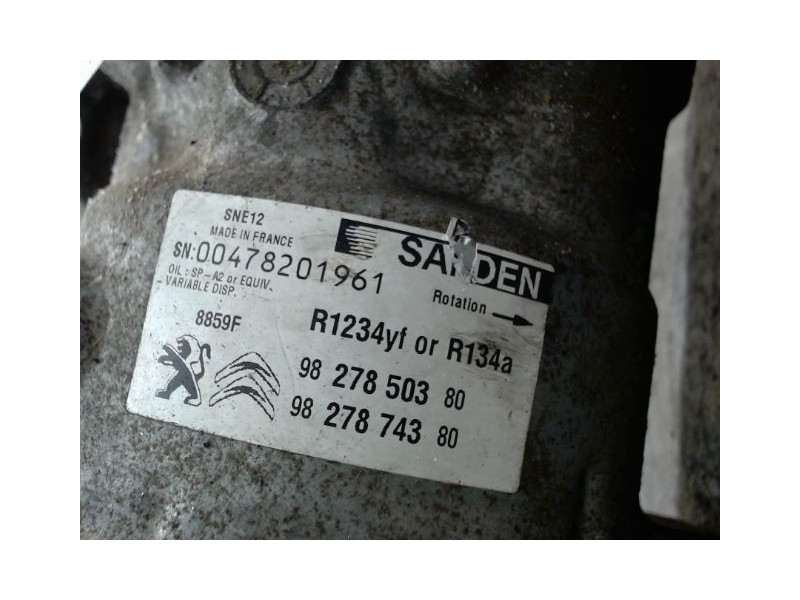 SNE12
MADE IN FRANCE
SN:00478201961
OIL : SP-A2 or EQUIV.
VARIABLE DISP.
SANDEN
Rotation
8859F
R1234yf or R134a
98 278 503 80
98 278 743 80